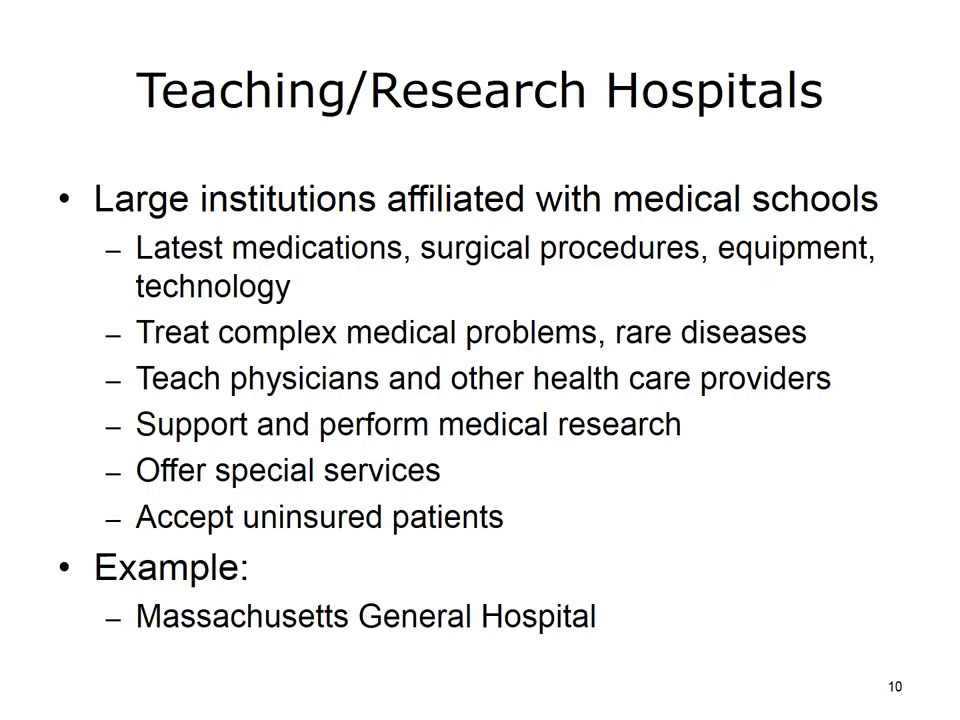 Teaching/Research Hospitals
• Large institutions affiliated with medical schools
– Latest medications, surgical procedures, equipment,
technology
– Treat complex medical problems, rare diseases
– Teach physicians and other health care providers
– Support and perform medical research
– Offer special services
– Accept uninsured patients
• Example:
– Massachusetts General Hospital
10